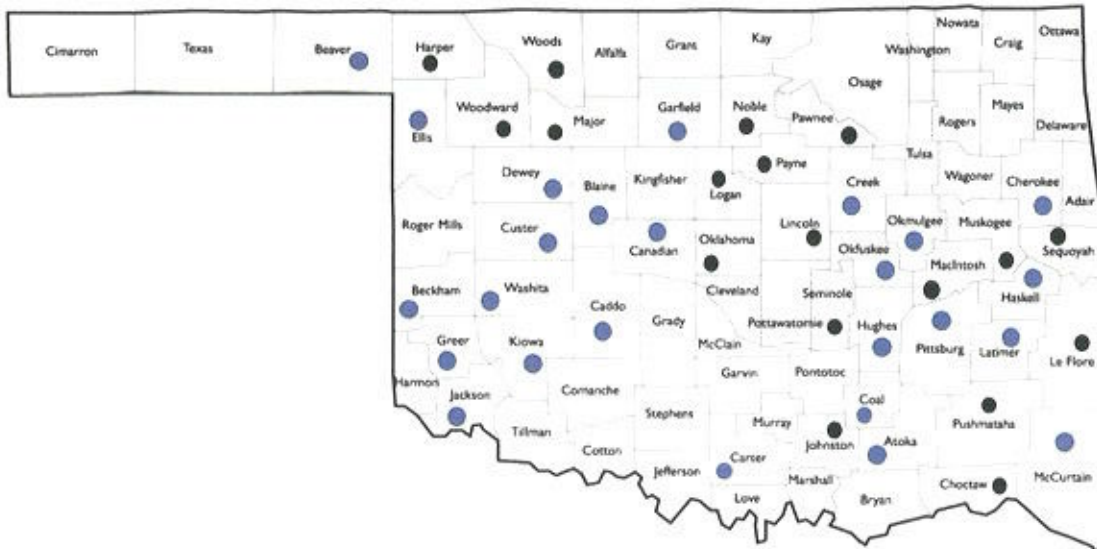 Cimarron
Texas
Beaver
Harper
Woods
Alfalfa
Grant
Kay
Washington
Nowata
Craig
Ottawa
Osage
Ellis
Woodward
Major
Garfield
Noble
Pawnee
Rogers
Mayes
Delaware
Tulsa
Dewey
Blaine
Kingfisher
Logan
Payne
Creek
Wagoner
Cherokee
Adair
Roger Mills
Custer
Canadian
Oklahoma
Lincoln
Okmulgee
Muskogee
Sequoyah
Okfuskee
MacIntosh
Haskell
Beckham
Washita
Caddo
Grady
Cleveland
Seminole
Pottawatomie
Hughes
Pittsburg
Latimer
Le Flore
Greer
Kiowa
McClain
Harmon
Comanche
Garvin
Pontotoc
Jackson
Tillman
Stephens
Murray
Coal
Johnston
Atoka
Pushmataha
Cotton
Jefferson
Carter
Marshall
Love
Bryan
Choctaw
McCurtain